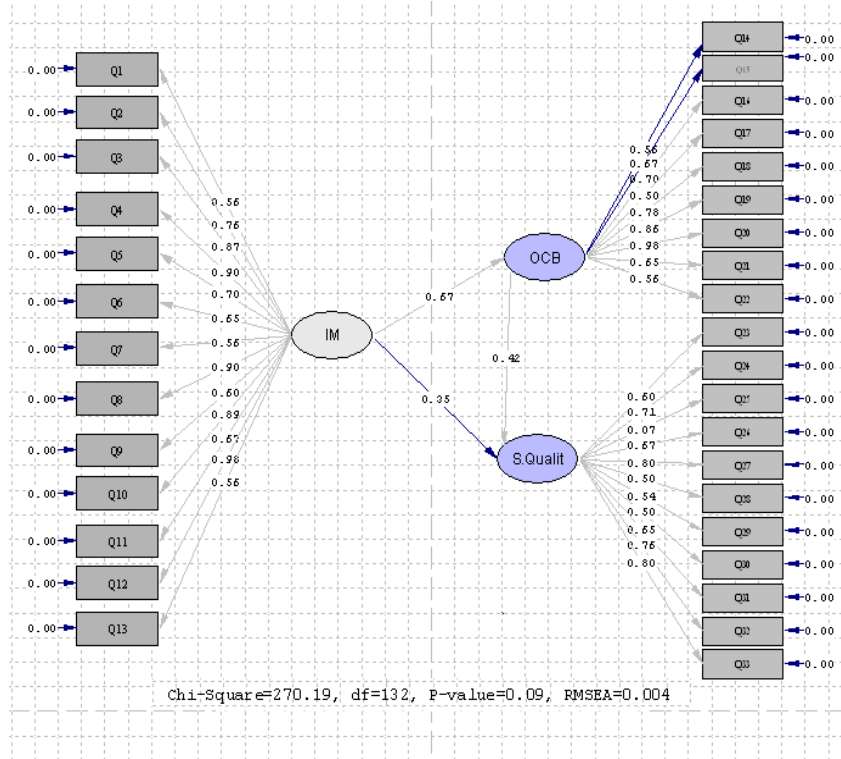 0.00 Q1
0.00 Q2
0.00 Q3
0.00 Q4
0.00 Q5
0.00 Q6
0.00 Q7
0.00 Q8
0.00 Q9
0.00 Q10
0.00 Q11
0.00 Q12
0.00 Q13
0.56
0.76
0.87
0.90
0.70
0.65
0.56
0.90
0.60
0.89
0.67
0.98
0.56
IM
0.67
0.35
OCB
0.42
S.Qualit
0.56
0.67
0.70
0.50
0.78
0.86
0.98
0.65
0.56
0.60
0.71
0.07
0.67
0.80
0.50
0.54
0.50
0.65
0.76
0.80
Q14 0.00
Q15 0.00
Q16 0.00
Q17 0.00
Q18 0.00
Q19 0.00
Q20 0.00
Q21 0.00
Q22 0.00
Q23 0.00
Q24 0.00
Q25 0.00
Q26 0.00
Q27 0.00
Q28 0.00
Q29 0.00
Q30 0.00
Q31 0.00
Q32 0.00
Q33 0.00
Chi-Square=270.19, df=132, P-value=0.09, RMSEA=0.004